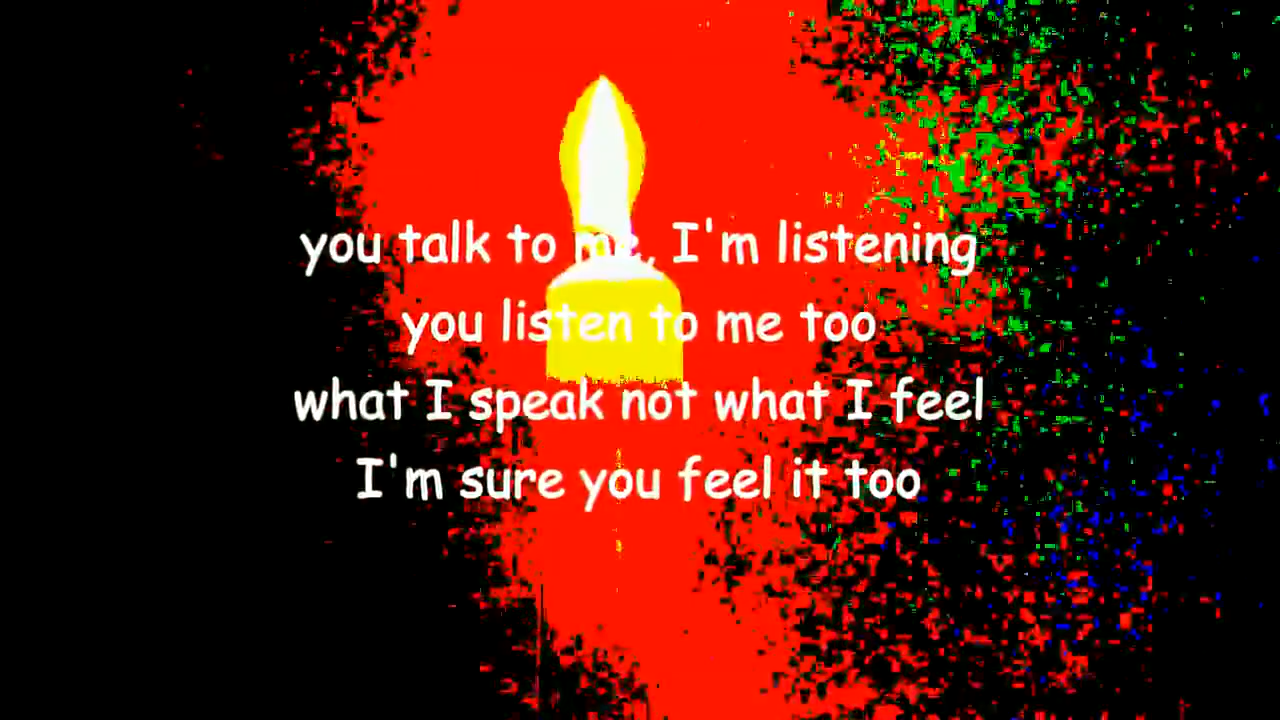 you talk to me, I'm listening
you listen to me too
what I speak not what I feel
I'm sure you feel it too